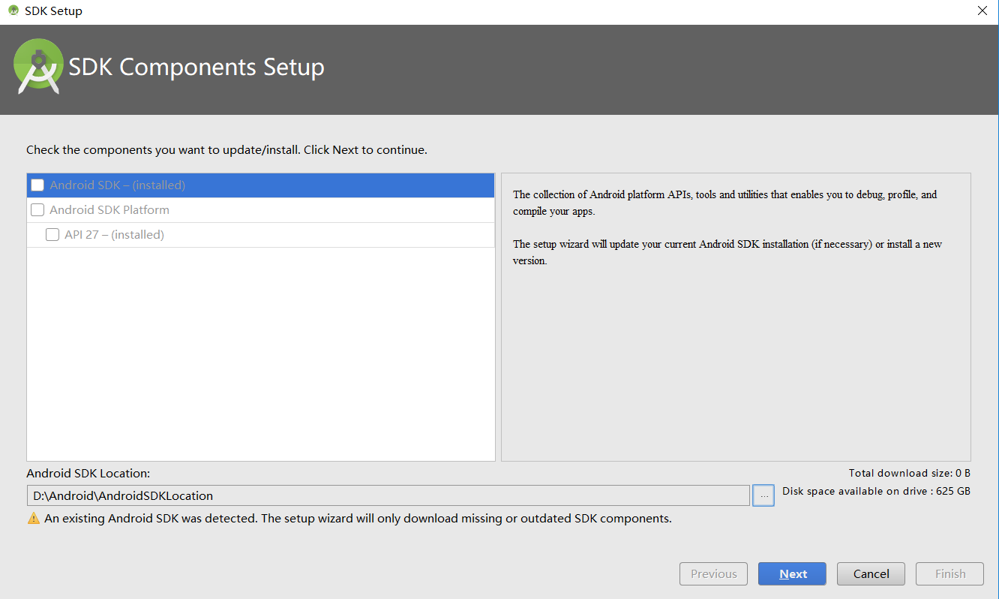 SDK Setup
SDK Components Setup
Check the components you want to update/install. Click Next to continue.
Android SDK – (installed)
Android SDK Platform
API 27 – (installed)
The collection of Android platform APIs, tools and utilities that enables you to debug, profile, and
compile your apps.
The setup wizard will update your current Android SDK installation (if necessary) or install a new
version.
Android SDK Location:
Total download size: 0 B
D:\Android\AndroidSDKLocation
...
Disk space available on drive : 625 GB
An existing Android SDK was detected. The setup wizard will only download missing or outdated SDK components.
Previous
Next
Cancel
Finish